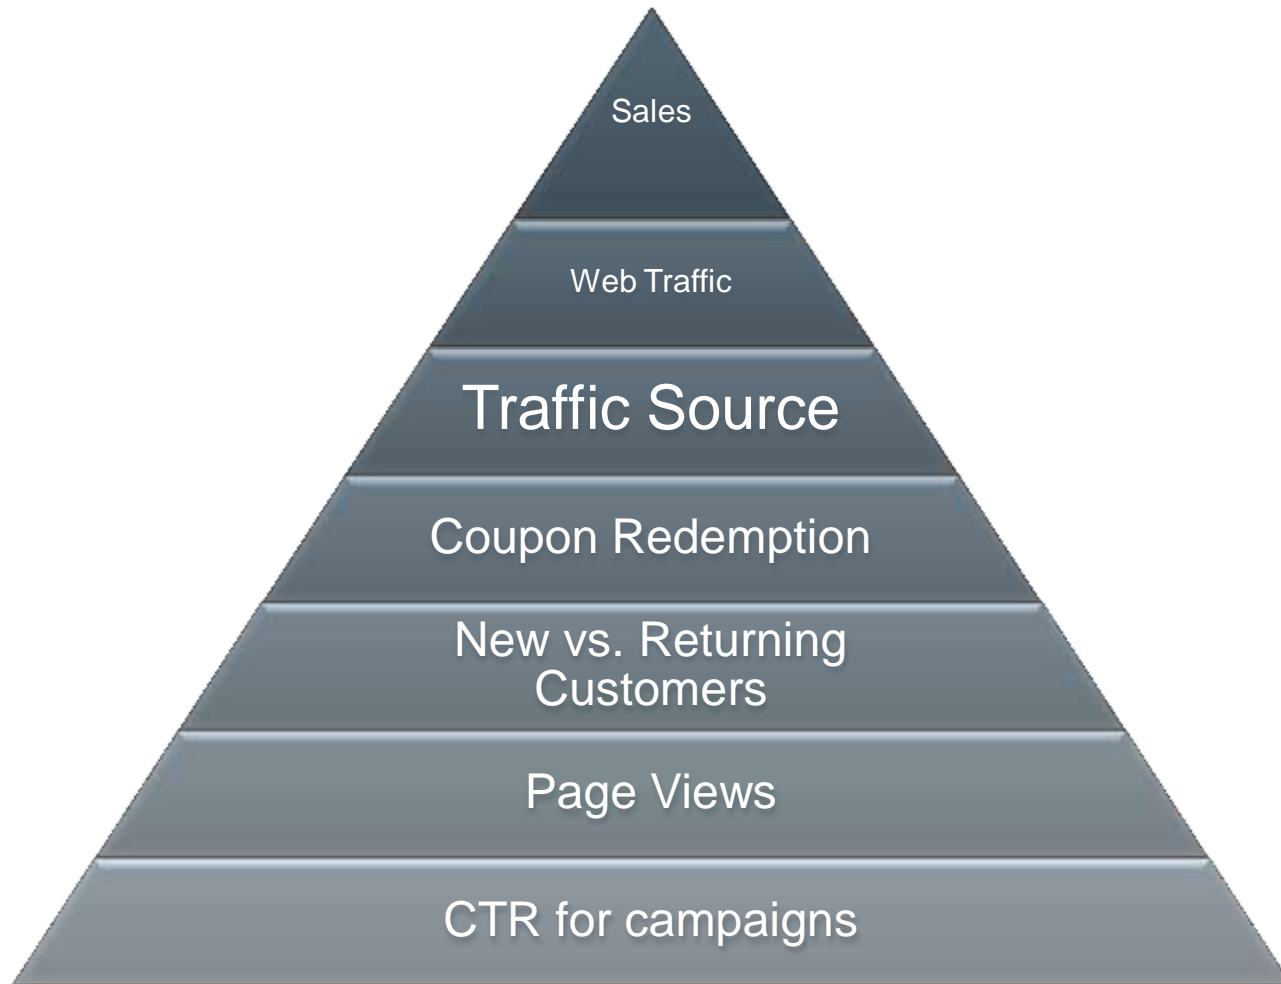 Sales
Web Traffic
Traffic Source
Coupon Redemption
New vs. Returning
Customers
Page Views
CTR for campaigns